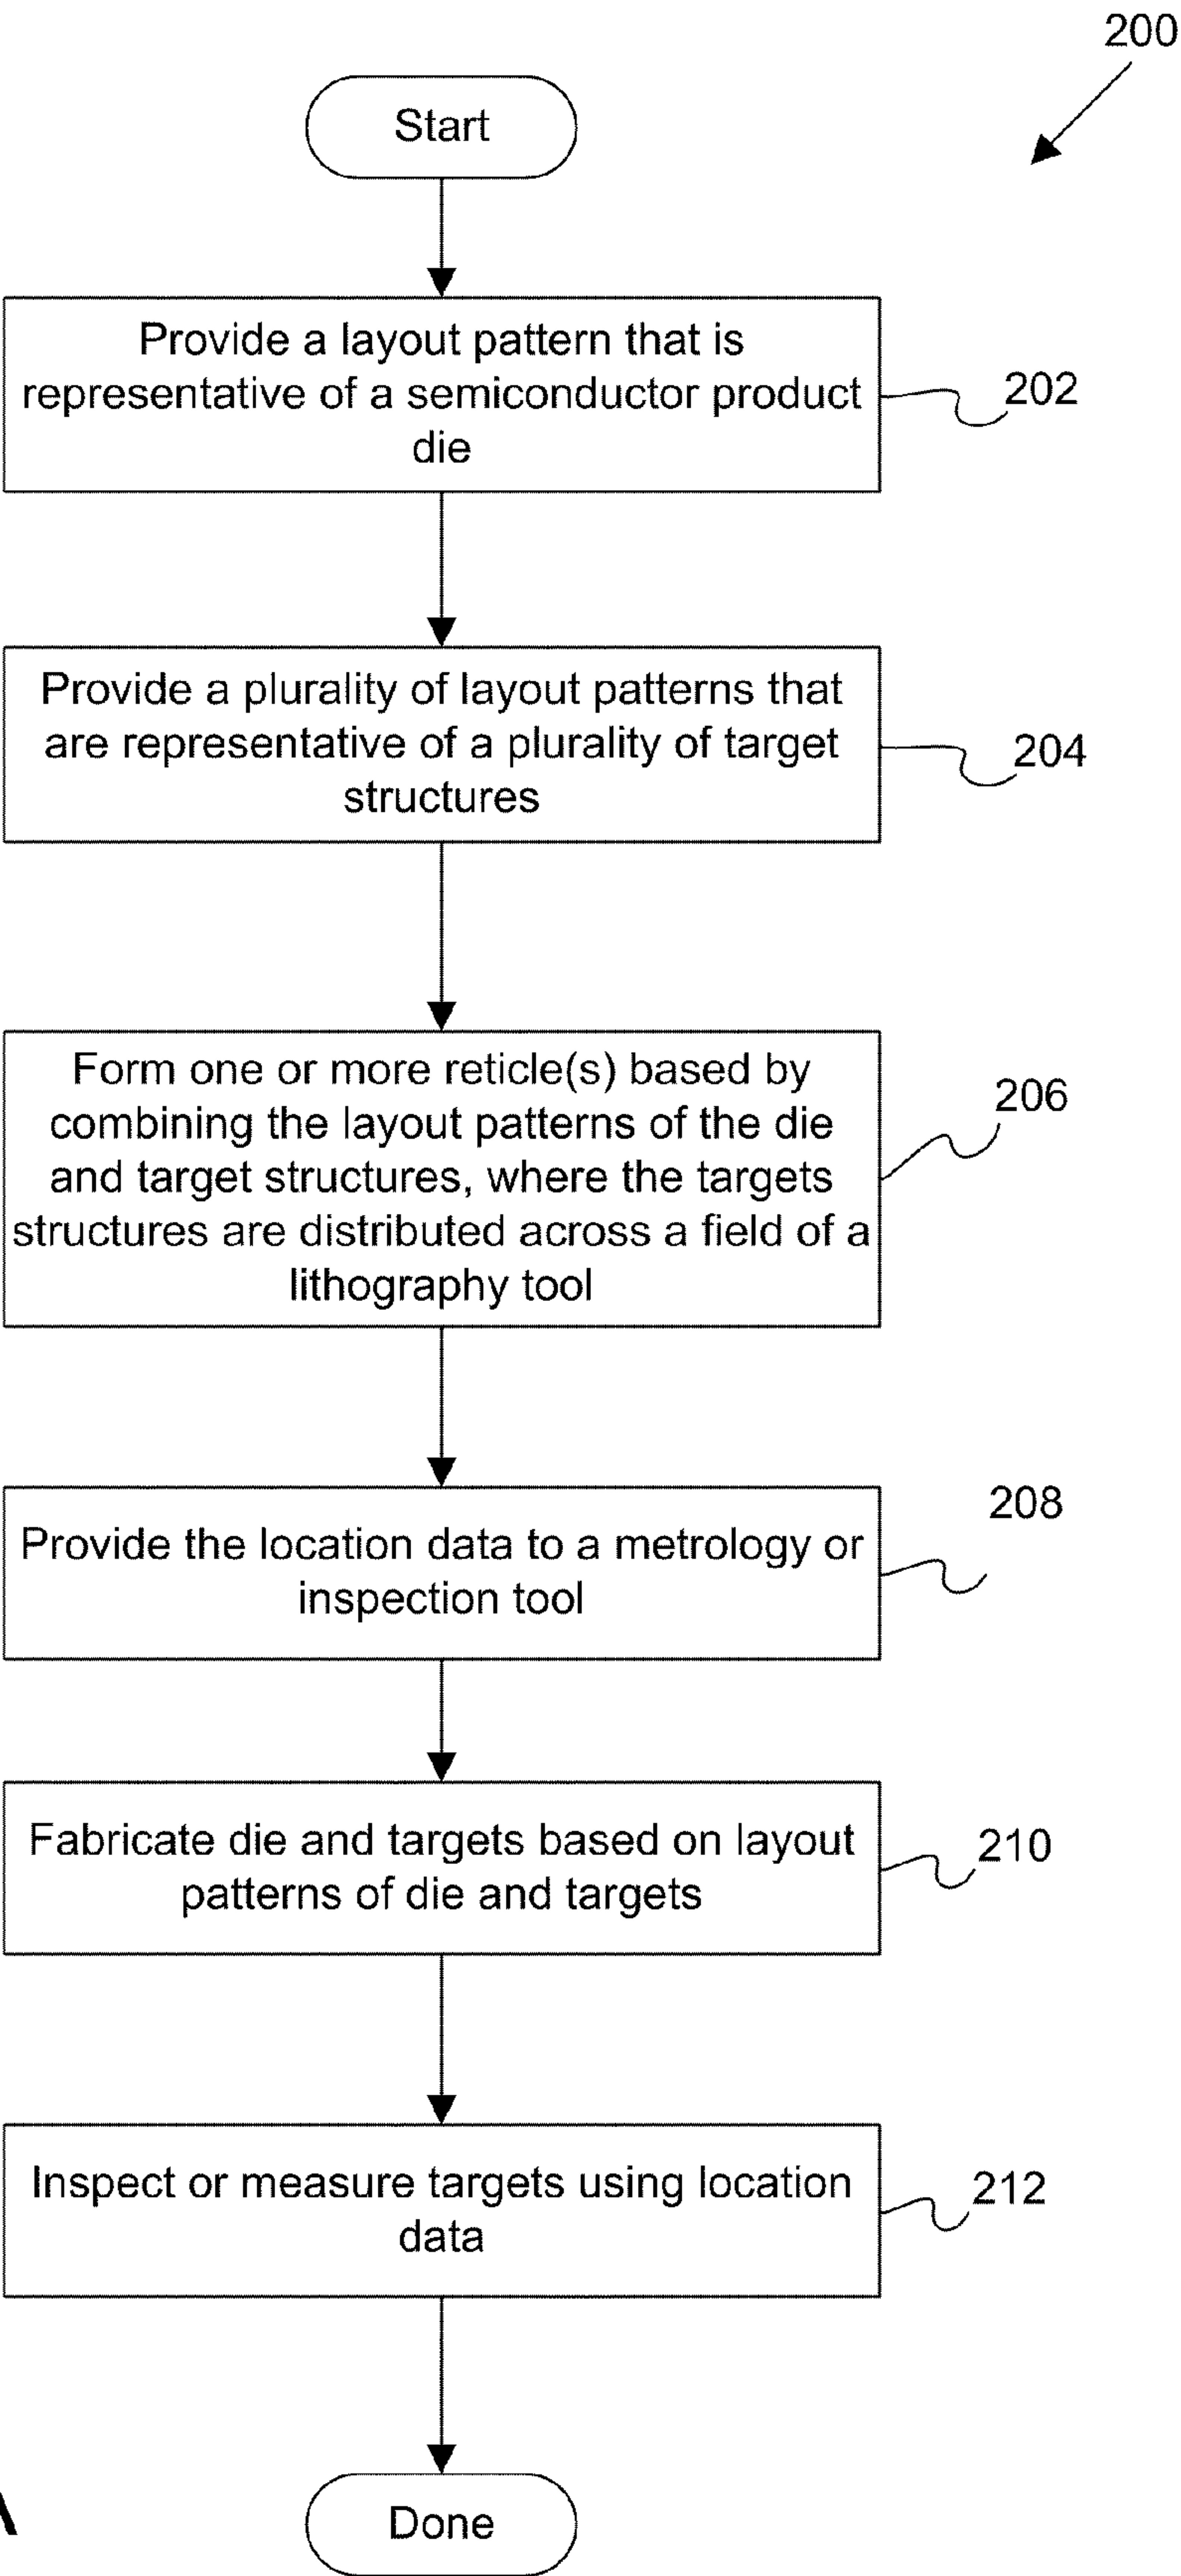 200
Start
Provide a layout pattern that is
representative of a semiconductor product
die
202
Provide a plurality of layout patterns that
are representative of a plurality of target
structures
204
Form one or more reticle(s) based by
combining the layout patterns of the die
and target structures, where the targets
structures are distributed across a field of a
lithography tool
206
Provide the location data to a metrology or
inspection tool
208
Fabricate die and targets based on layout
patterns of die and targets
210
Inspect or measure targets using location
data
212
Done